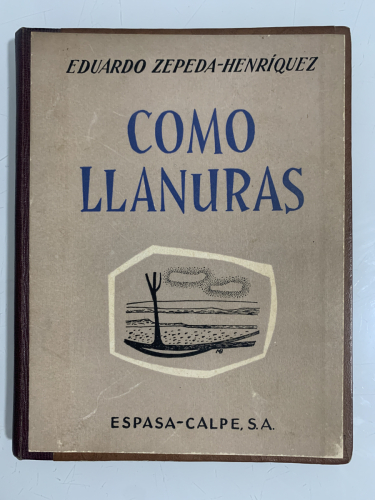 EDUARDO ZEPEDA-HENRÍQUEZ
COMO
LLANURAS
ESPASA-CALPE, S.A.